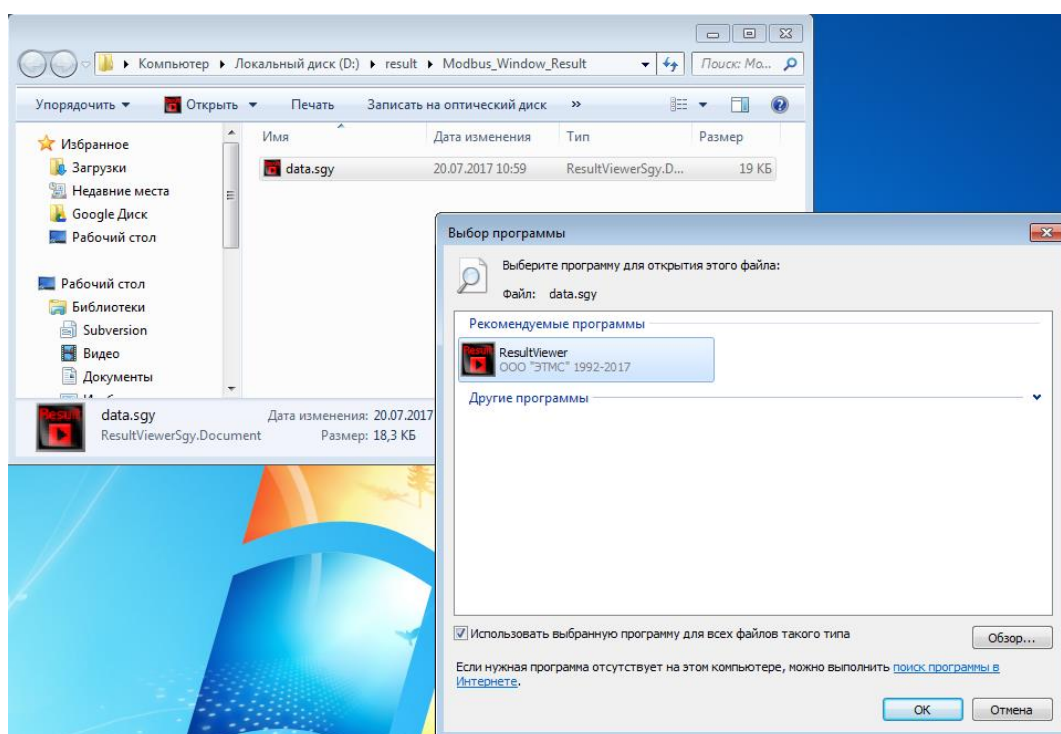 Компьютер ▸ Локальный диск (D:) ▸ result ▸ Modbus_Window_Result
Поиск: Mo...
Упорядочить Открыть Печать Записать на оптический диск »
Имя Дата изменения Тип Размер
Избранное
Загрузки
Недавние места
Google Диск
Рабочий стол
Рабочий стол
Библиотеки
Subversion
Видео
Документы
data.sgy 20.07.2017 10:59 ResultViewerSgy.D... 19 КБ
data.sgy Дата изменения: 20.07.2017
ResultViewerSgy.Document Размер: 18,3 КБ
Выбор программы
Выберите программу для открытия этого файла:
Файл: data.sgy
Рекомендуемые программы
Result
ResultViewer
ООО "ЭТМС" 1992-2017
Другие программы
Использовать выбранную программу для всех файлов такого типа
Обзор...
Если нужная программа отсутствует на этом компьютере, можно выполнить поиск программы в
Интернете.
ОК Отмена